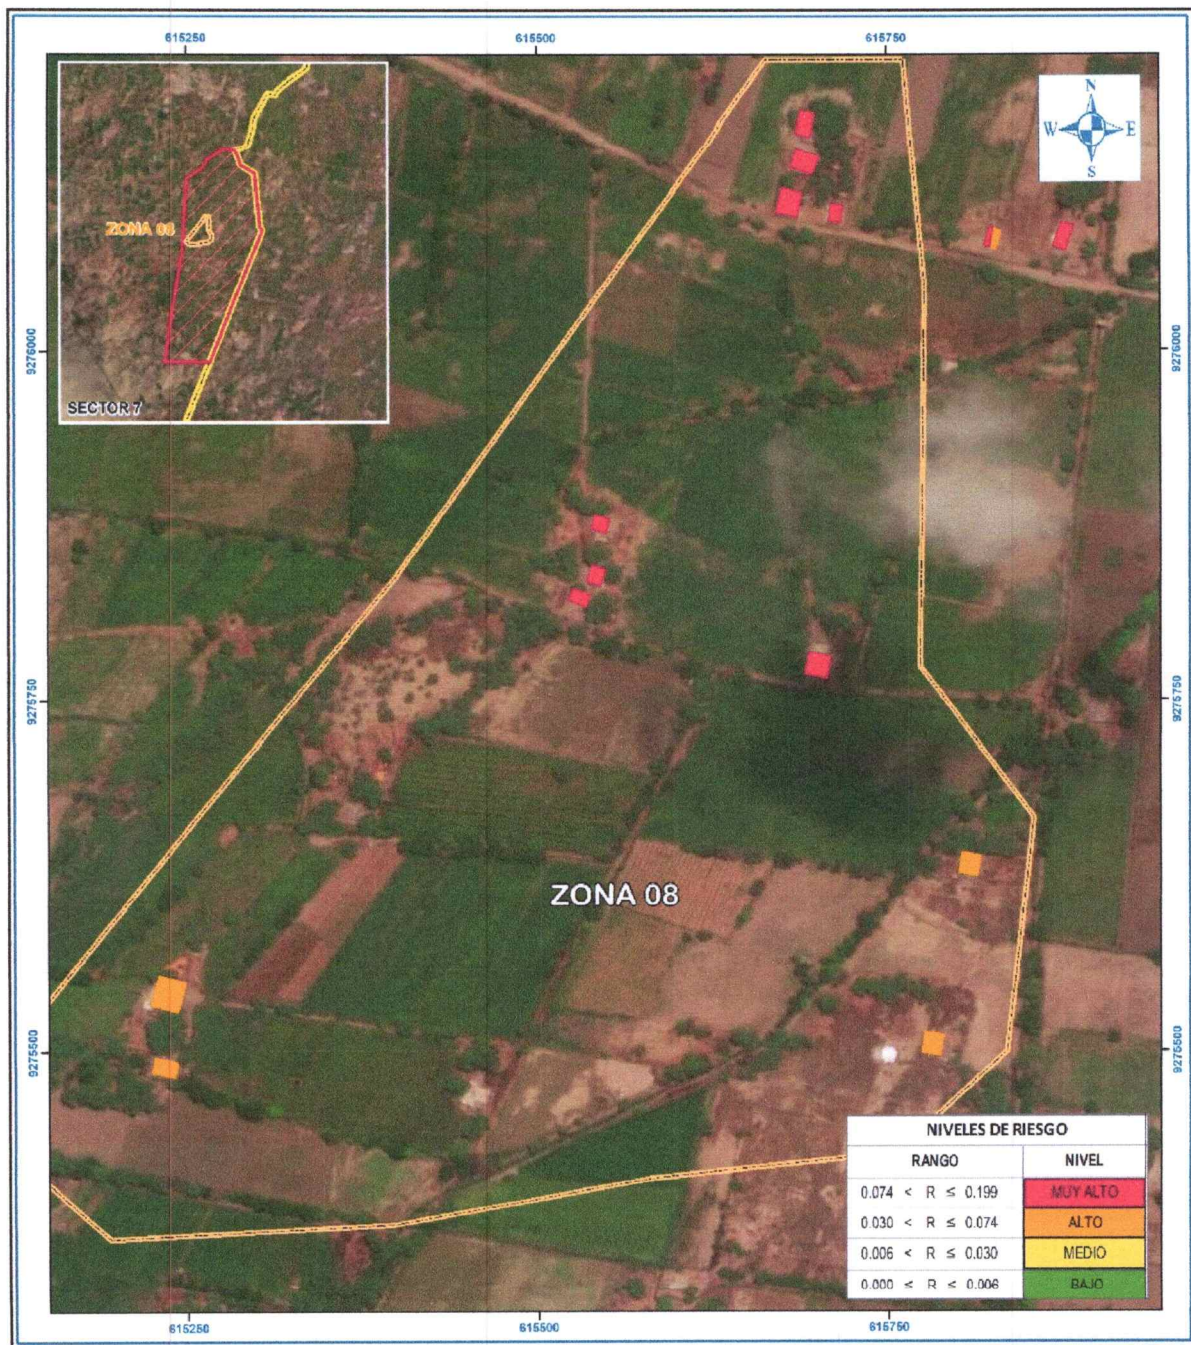 615250 615500 615750
N
W E
S
ZONA 08
SECTOR 7
9276000 9276000
9275750 9275750
ZONA 08
9275500 9275500
NIVELES DE RIESGO
RANGO NIVEL
0.074 < R ≤ 0.199 MUY ALTO
0.030 < R ≤ 0.074 ALTO
0.006 < R ≤ 0.030 MEDIO
0.000 < R ≤ 0.006 BAJO
615250 615500 615750